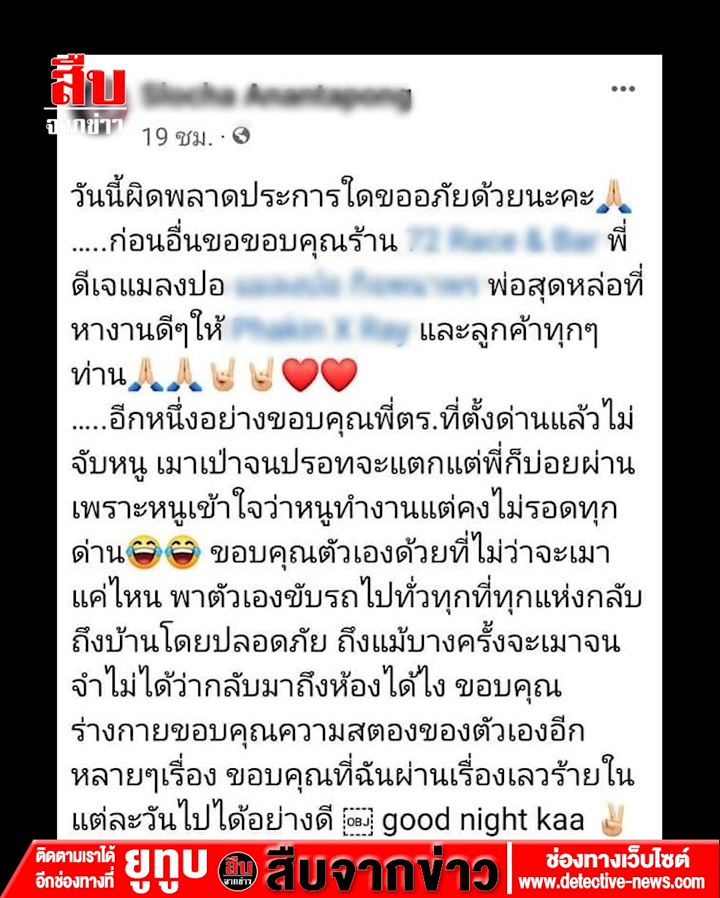 สืบ
จากข่าว
19 ชม. ·
วันนี้ผิดพลาดประการใดขออภัยด้วยนะคะ🙏🏻
.....ก่อนอื่นขอขอบคุณร้าน 72 Race & Bar พี่
ดีเจแมลงปอ พ่อสุดหล่อที่
หางานดีๆให้ Phakin X Ray และลูกค้าทุกๆ
ท่าน🙏🏻🙏🏻🤘🏻🤘🏻❤️❤️
.....อีกหนึ่งอย่างขอบคุณพี่ตร.ที่ตั้งด่านแล้วไม่
จับหนู เมาเป่าจนปรอทจะแตกแต่พี่ก็บ่อยผ่าน
เพราะหนูเข้าใจว่าหนูทำงานแต่คงไม่รอดทุก
ด่าน😂😂 ขอบคุณตัวเองด้วยที่ไม่ว่าจะเมา
แค่ไหน พาตัวเองขับรถไปทั่วทุกที่ทุกแห่งกลับ
ถึงบ้านโดยปลอดภัย ถึงแม้บางครั้งจะเมาจน
จำไม่ได้ว่ากลับมาถึงห้องได้ไง ขอบคุณ
ร่างกายขอบคุณความสตองของตัวเองอีก
หลายๆเรื่อง ขอบคุณที่ฉันผ่านเรื่องเลวร้ายใน
แต่ละวันไปได้อย่างดี OBJ good night kaa ✌🏻
ติดตามเราได้
อีกช่องทางที่
ยูทูบ
สืบ
จากข่าว
สืบจากข่าว
ช่องทางเว็บไซต์
www.detective-news.com